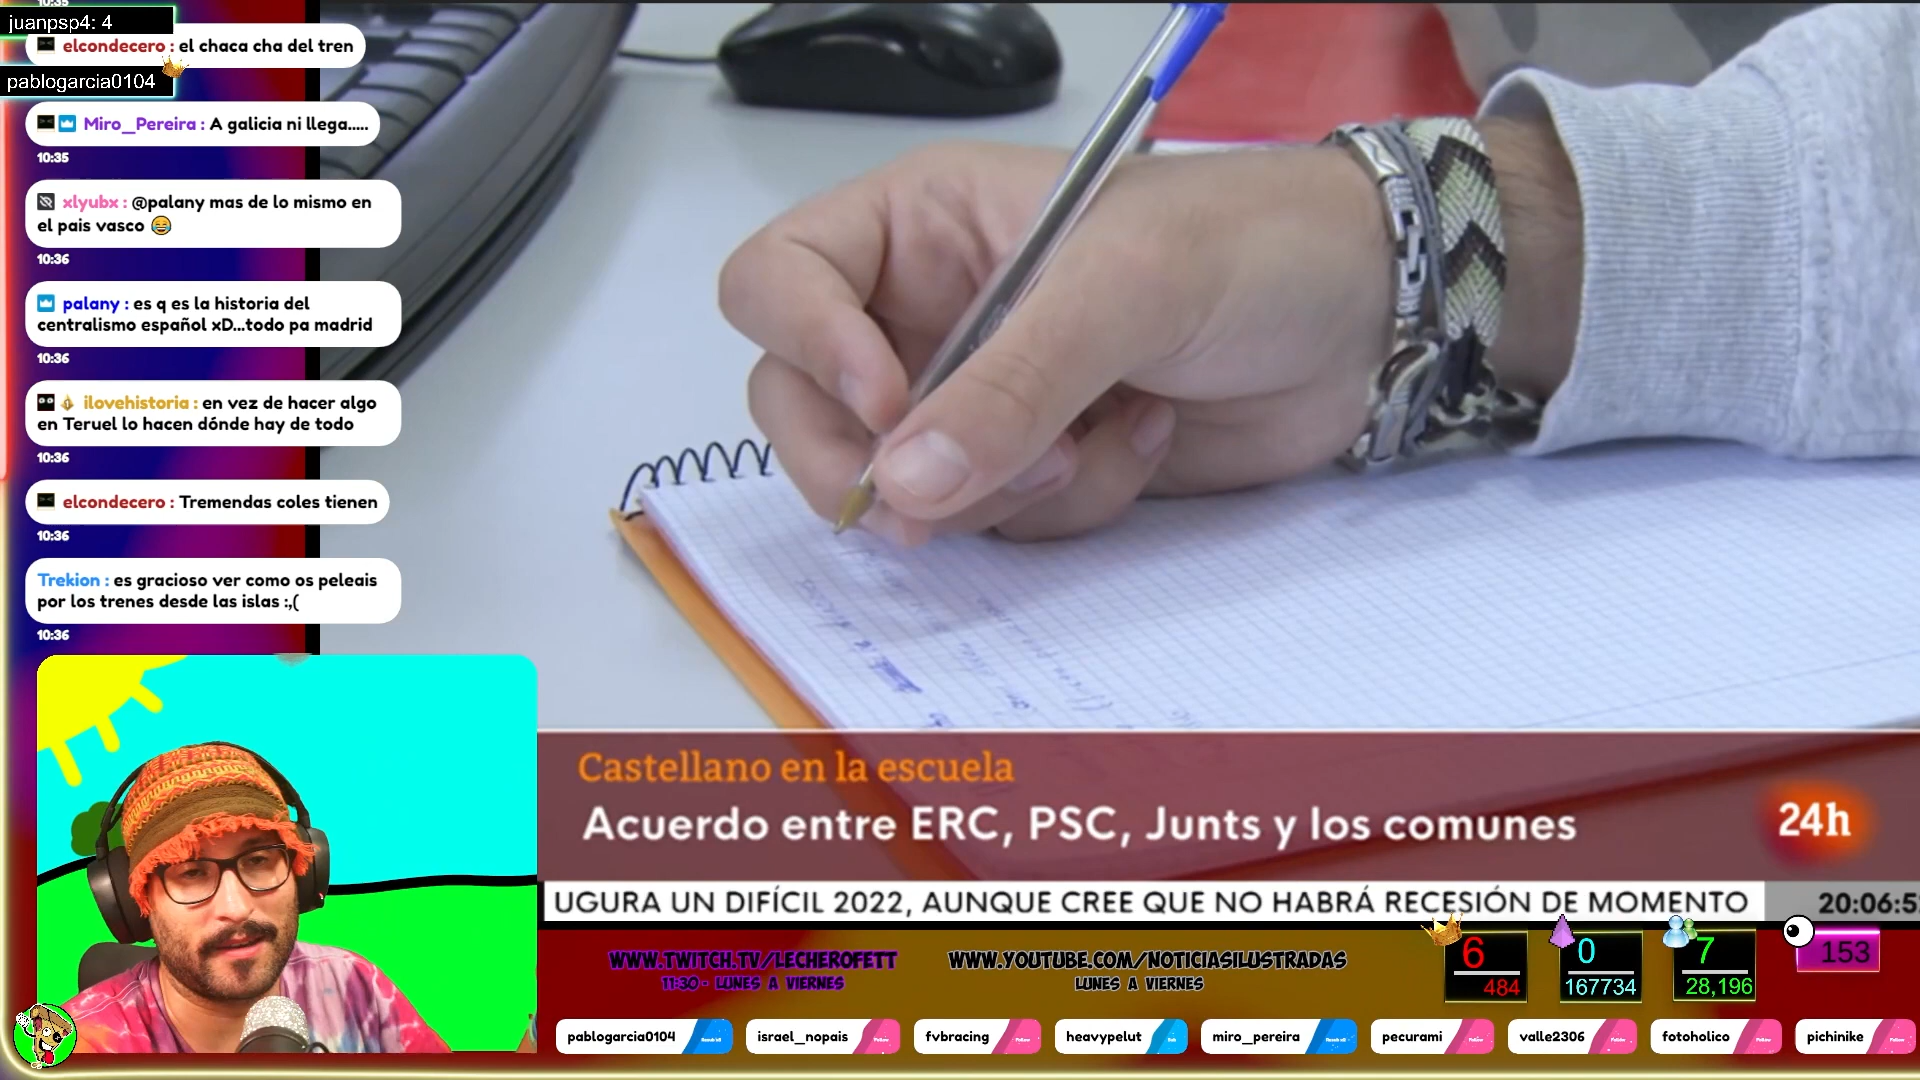 juanpsp4: 4
elcondecero : el chaca cha del tren
pablogarcia0104
Miro_Pereira : A galicia ni llega.....
10:35
xlyubx : @palany mas de lo mismo en
el pais vasco 😂
10:36
palany : es q es la historia del
centralismo español xD...todo pa madrid
10:36
ilovehistoria : en vez de hacer algo
en Teruel lo hacen dónde hay de todo
10:36
elcondecero : Tremendas coles tienen
10:36
Trekion : es gracioso ver como os peleais
por los trenes desde las islas :,(
10:36
Castellano en la escuela
Acuerdo entre ERC, PSC, Junts y los comunes
24h
UGURA UN DIFÍCIL 2022, AUNQUE CREE QUE NO HABRÁ RECESIÓN DE MOMENTO
20:06:5
WWW.TWITCH.TV/LECHEROFETT
11:30 - LUNES A VIERNES
WWW.YOUTUBE.COM/NOTICIASILUSTRADAS
LUNES A VIERNES
6
484
0
167734
7
28,196
153
pablogarcia0104
israel_nopais
fvbracing
heavypelut
miro_pereira
pecurami
valle2306
fotoholico
pichinike